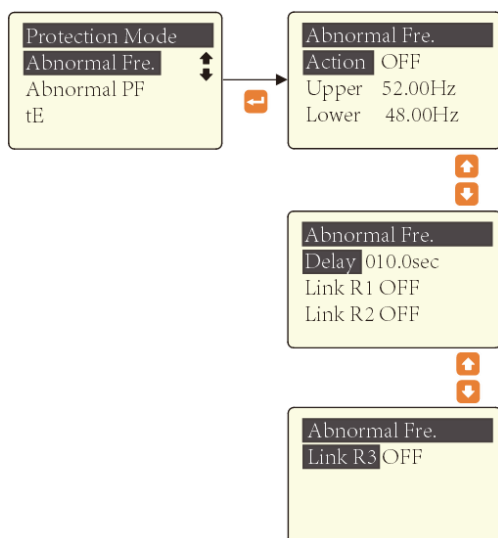 Protection Mode
Abnormal Fre.
Abnormal PF
tE
Abnormal Fre.
Action OFF
Upper 52.00Hz
Lower 48.00Hz
Abnormal Fre.
Delay 010.0sec
Link R1 OFF
Link R2 OFF
Abnormal Fre.
Link R3 OFF